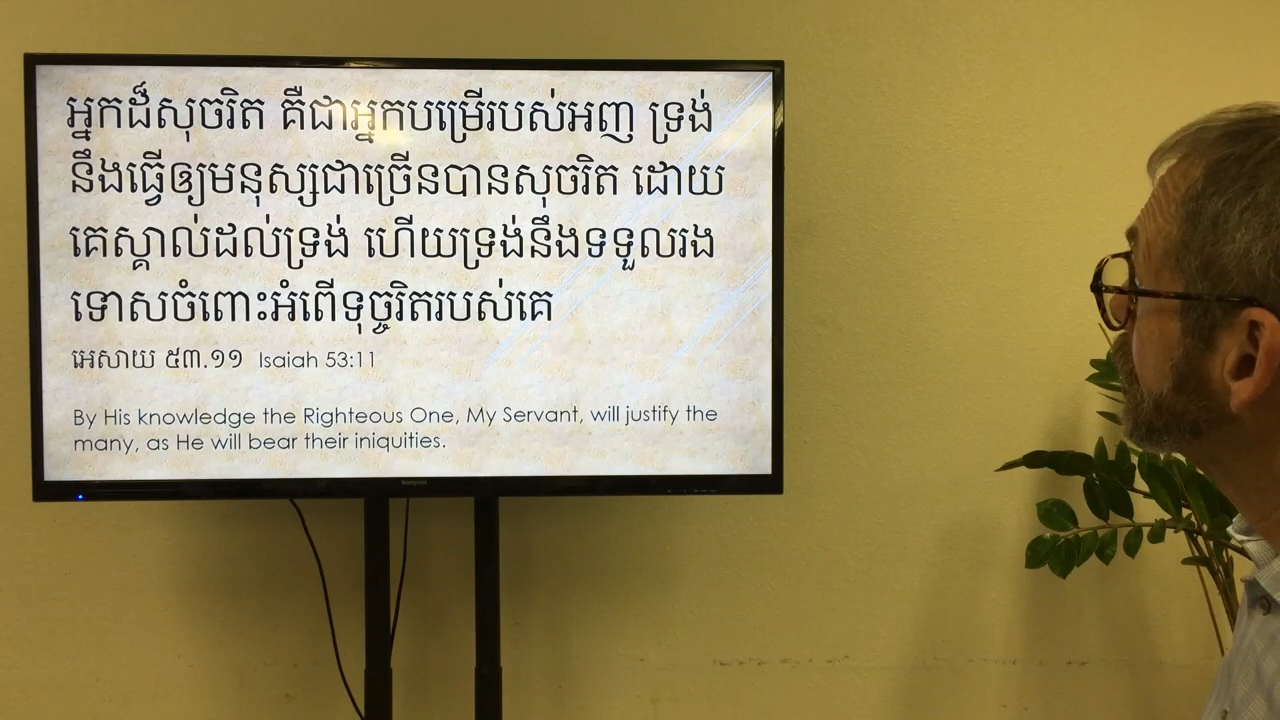 អ្នកដ៏សុចរិត គឺជាអ្នកបម្រើរបស់អញ ទ្រង់
នឹងធ្វើឲ្យមនុស្សជាច្រើនបានសុចរិត ដោយ
គេស្គាល់ដល់ទ្រង់ ហើយទ្រង់នឹងទទួលរង
ទោសចំពោះអំពើទុច្ចរិតរបស់គេ
អេសាយ ៥៣.១១ Isaiah 53:11
By His knowledge the Righteous One, My Servant, will justify the
many, as He will bear their iniquities.